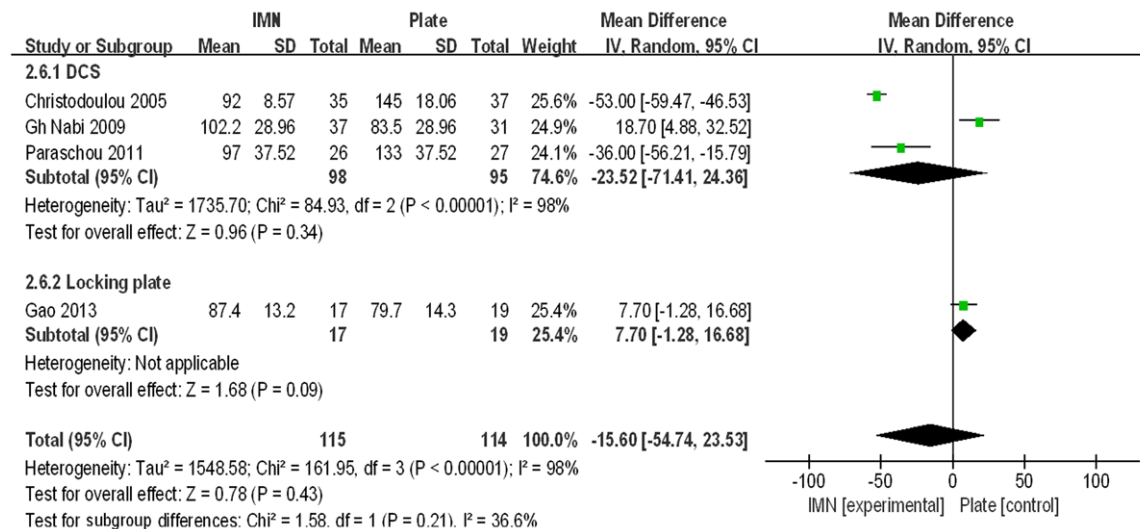 IMN Plate Mean Difference Mean Difference
Study or Subgroup Mean SD Total Mean SD Total Weight IV, Random, 95% CI IV, Random, 95% CI
2.6.1 DCS
Christodoulou 2005 92 8.57 35 145 18.06 37 25.6% -53.00 [-59.47, -46.53]
Gh Nabi 2009 102.2 28.96 37 83.5 28.96 31 24.9% 18.70 [4.88, 32.52]
Paraschou 2011 97 37.52 26 133 37.52 27 24.1% -36.00 [-56.21, -15.79]
Subtotal (95% CI) 98 95 74.6% -23.52 [-71.41, 24.36]
Heterogeneity: Tau² = 1735.70; Chi² = 84.93, df = 2 (P < 0.00001); I² = 98%
Test for overall effect: Z = 0.96 (P = 0.34)
2.6.2 Locking plate
Gao 2013 87.4 13.2 17 79.7 14.3 19 25.4% 7.70 [-1.28, 16.68]
Subtotal (95% CI) 17 19 25.4% 7.70 [-1.28, 16.68]
Heterogeneity: Not applicable
Test for overall effect: Z = 1.68 (P = 0.09)
Total (95% CI) 115 114 100.0% -15.60 [-54.74, 23.53]
Heterogeneity: Tau² = 1548.58; Chi² = 161.95, df = 3 (P < 0.00001); I² = 98%
Test for overall effect: Z = 0.78 (P = 0.43)
Test for subgroup differences: Chi² = 1.58, df = 1 (P = 0.21), I² = 36.6%
-100 -50 0 50 100
IMN [experimental] Plate [control]